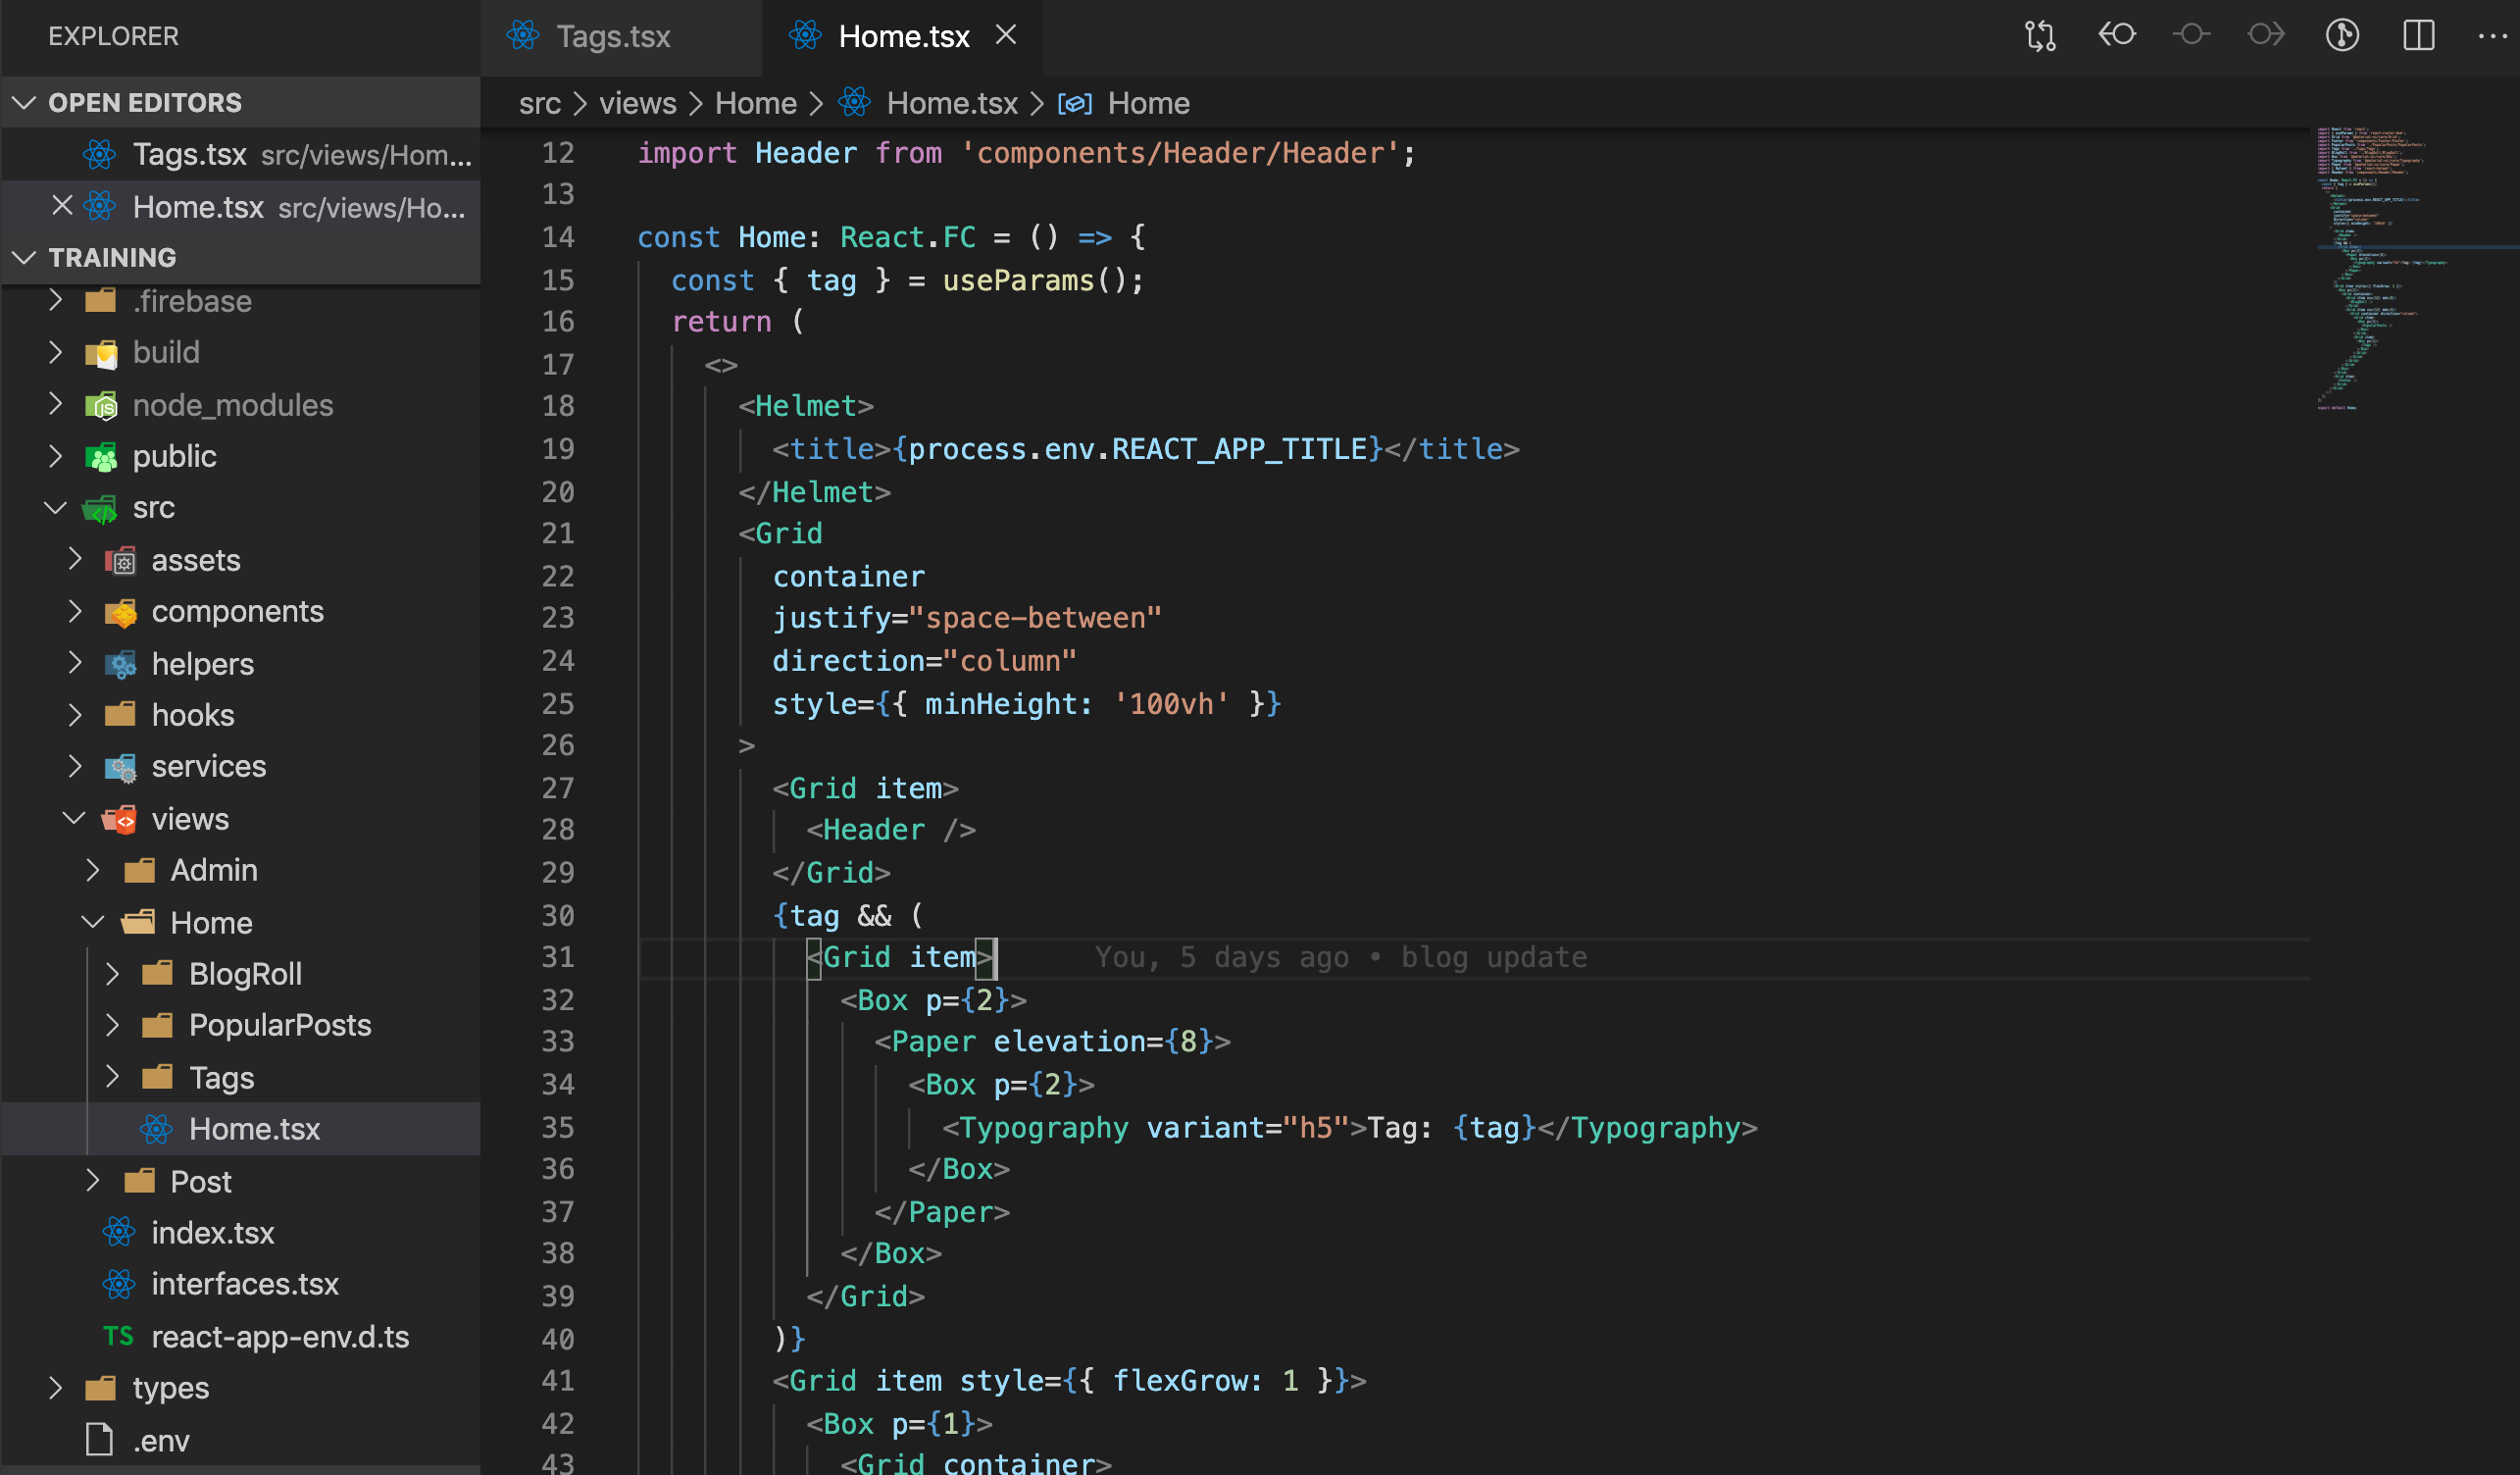 EXPLORER
OPEN EDITORS
Tags.tsx src/views/Hom...
Home.tsx src/views/Ho...
TRAINING
.firebase
build
node_modules
public
src
assets
components
helpers
hooks
services
views
Admin
Home
BlogRoll
PopularPosts
Tags
Home.tsx
Post
index.tsx
interfaces.tsx
TS react-app-env.d.ts
types
.env
Tags.tsx Home.tsx
src > views > Home > Home.tsx > Home
12 import Header from 'components/Header/Header';
13
14 const Home: React.FC = () => {
15 const { tag } = useParams();
16 return (
17 <>
18 <Helmet>
19 <title>{process.env.REACT_APP_TITLE}</title>
20 </Helmet>
21 <Grid
22 container
23 justify="space-between"
24 direction="column"
25 style={{ minHeight: '100vh' }}
26 >
27 <Grid item>
28 <Header />
29 </Grid>
30 {tag && (
31 <Grid item> You, 5 days ago • blog update
32 <Box p={2}>
33 <Paper elevation={8}>
34 <Box p={2}>
35 <Typography variant="h5">Tag: {tag}</Typography>
36 </Box>
37 </Paper>
38 </Box>
39 </Grid>
40 )}
41 <Grid item style={{ flexGrow: 1 }}>
42 <Box p={1}>
43 <Grid container>